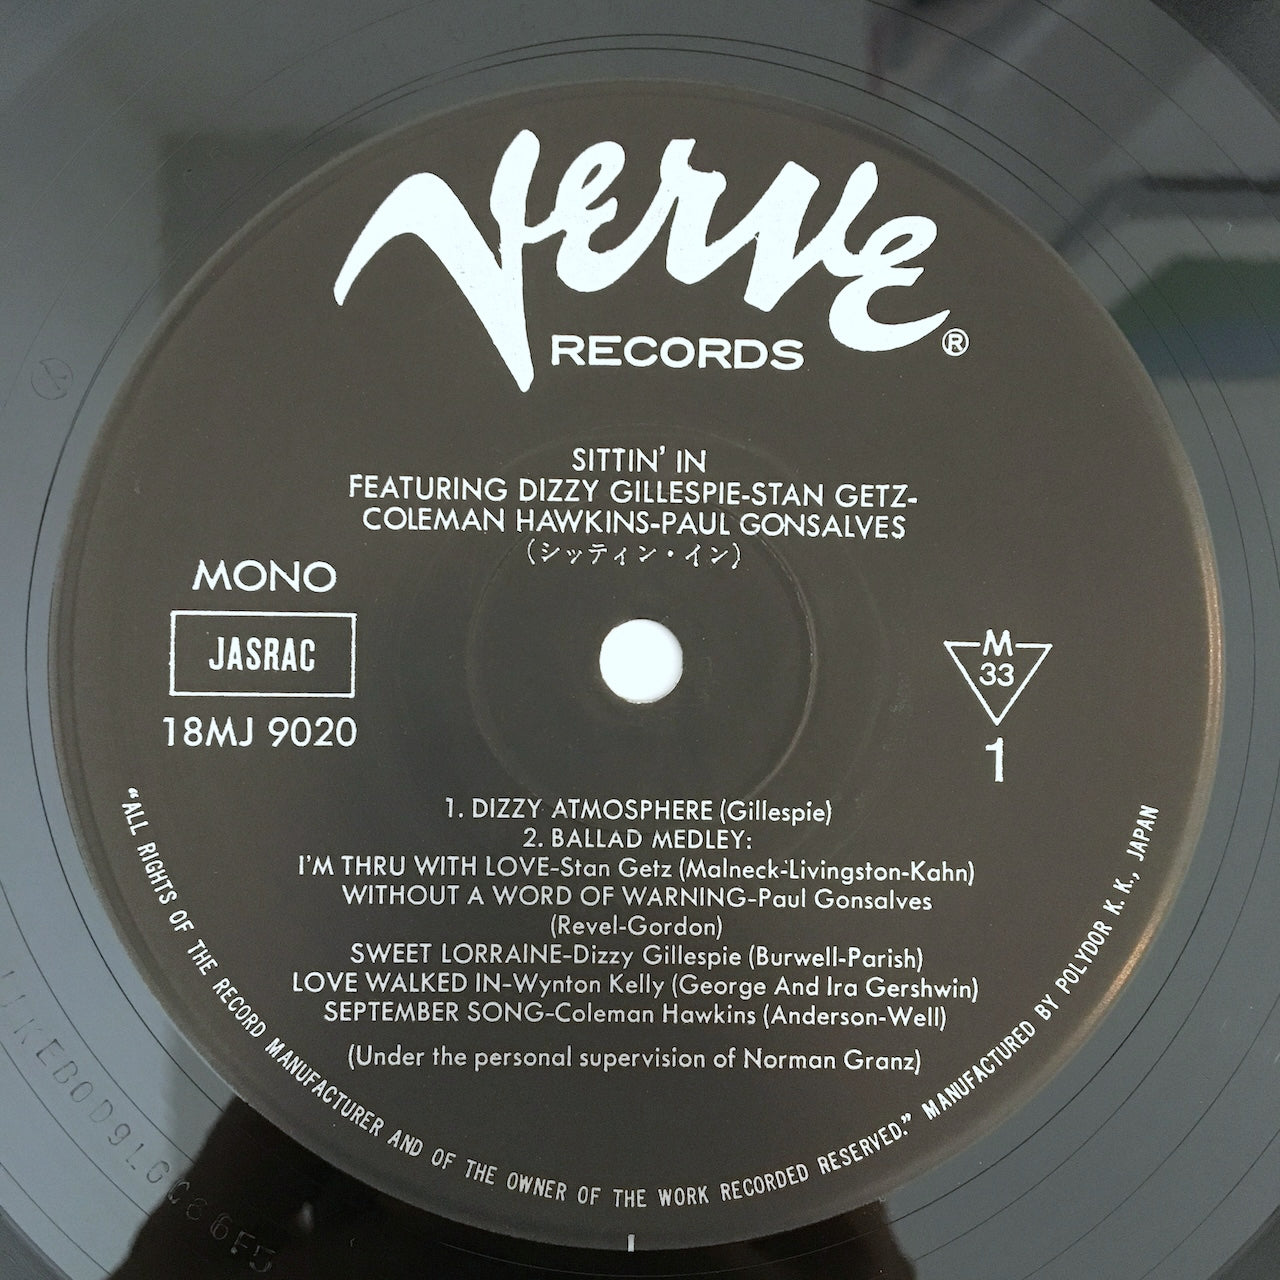 Verve
RECORDS ®
SITTIN' IN
FEATURING DIZZY GILLESPIE-STAN GETZ-
COLEMAN HAWKINS-PAUL GONSALVES
(シッティン・イン)
MONO
JASRAC
18MJ 9020
M
33
1
1. DIZZY ATMOSPHERE (Gillespie)
2. BALLAD MEDLEY:
I'M THRU WITH LOVE-Stan Getz (Malneck-Livingston-Kahn)
WITHOUT A WORD OF WARNING-Paul Gonsalves
(Revel-Gordon)
SWEET LORRAINE-Dizzy Gillespie (Burwell-Parish)
LOVE WALKED IN-Wynton Kelly (George And Ira Gershwin)
SEPTEMBER SONG-Coleman Hawkins (Anderson-Well)
(Under the personal supervision of Norman Granz)
"ALL RIGHTS OF THE RECORD MANUFACTURER AND OF THE OWNER OF THE WORK RECORDED RESERVED." MANUFACTURED BY POLYDOR K.K., JAPAN